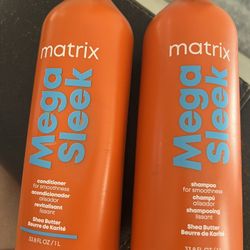 matrix
Mega
Sleek
conditioner
for smoothness
acondicionador
alisador
revitalisant
lissant
Shea Butter
Beurre de Karité
33.8 FL OZ / 1 L
matrix
Mega
Sleek
shampoo
for smoothness
champú
alisador
shampooing
lissant
Shea Butter
Beurre de Karité